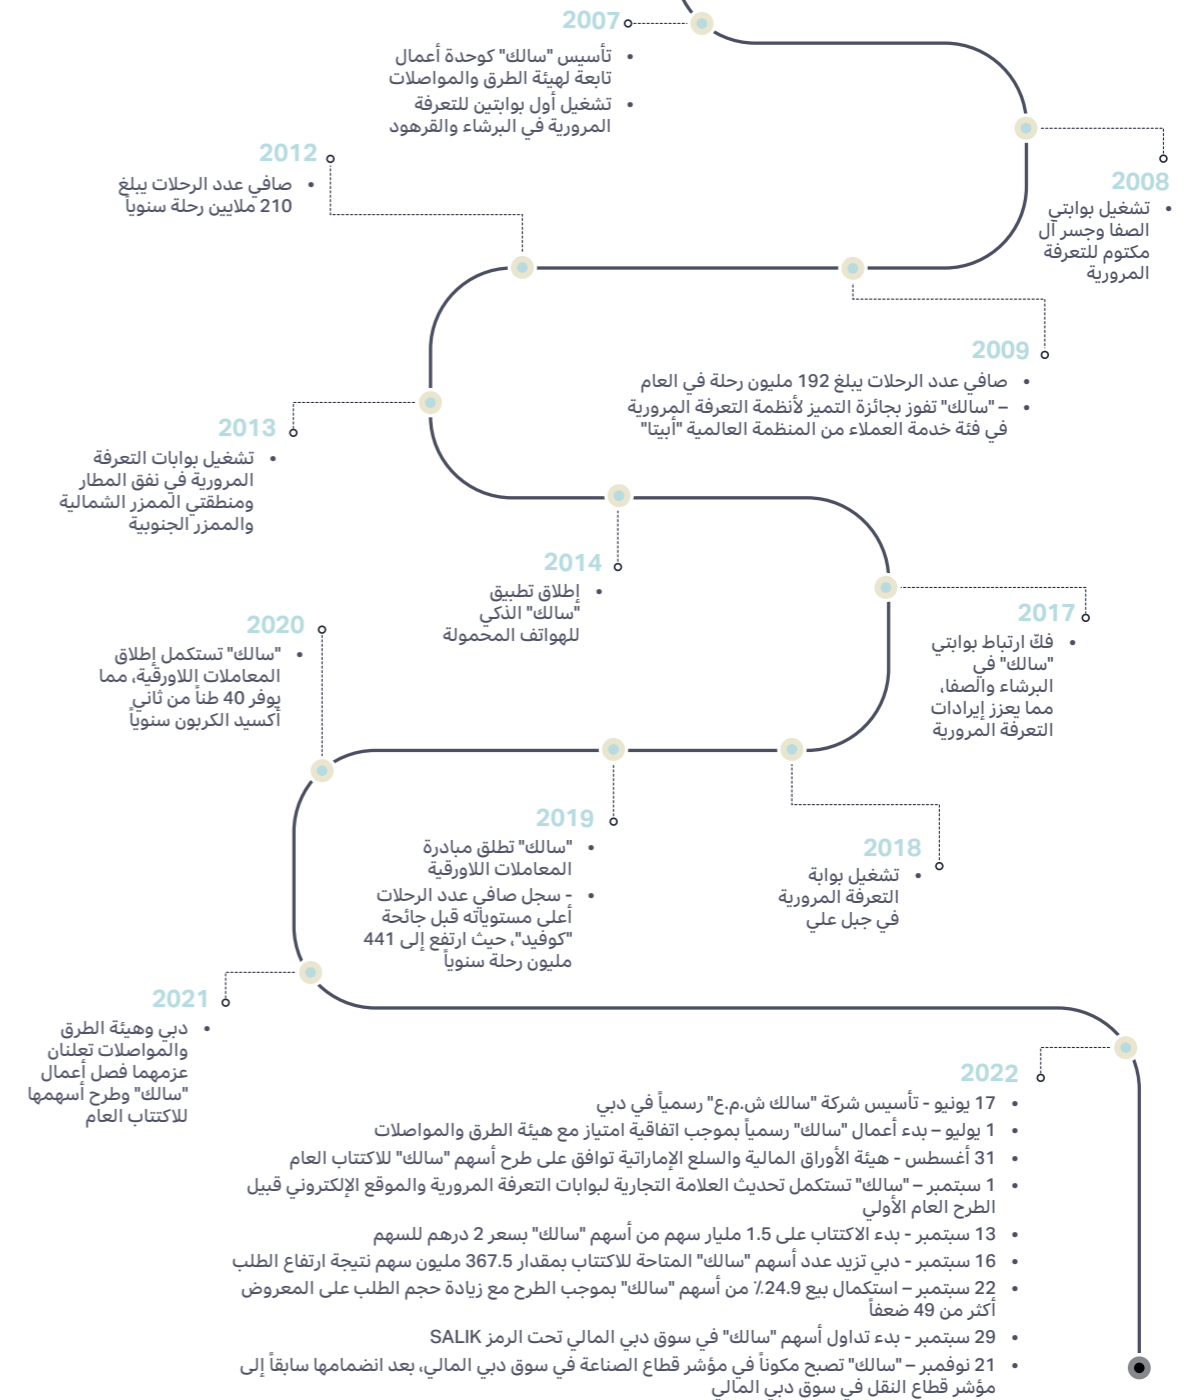 2007
• تأسيس "سالك" كوحدة أعمال
تابعة لهيئة الطرق والمواصلات
• تشغيل أول بوابتين للتعرفة
المرورية في البرشاء والقرهود
2008
• تشغيل بوابتي
الصفا وجسر آل
مكتوم للتعرفة
المرورية
2009
• صافي عدد الرحلات يبلغ 192 مليون رحلة في العام
• – "سالك" تفوز بجائزة التميز لأنظمة التعرفة المرورية
في فئة خدمة العملاء من المنظمة العالمية "أبيتا"
2012
• صافي عدد الرحلات يبلغ
210 ملايين رحلة سنوياً
2013
• تشغيل بوابات التعرفة
المرورية في نفق المطار
ومنطقتي الممزر الشمالية
والممزر الجنوبية
2014
• إطلاق تطبيق
"سالك" الذكي
للهواتف المحمولة
2017
• فكّ ارتباط بوابتي
"سالك" في
البرشاء والصفا،
مما يعزز إيرادات
التعرفة المرورية
2018
• تشغيل بوابة
التعرفة المرورية
في جبل علي
2019
• "سالك" تطلق مبادرة
المعاملات اللاورقية
• - سجل صافي عدد الرحلات
أعلى مستوياته قبل جائحة
"كوفيد"، حيث ارتفع إلى 441
مليون رحلة سنوياً
2020
• "سالك" تستكمل إطلاق
المعاملات اللاورقية، مما
يوفر 40 طناً من ثاني
أكسيد الكربون سنوياً
2021
• دبي وهيئة الطرق
والمواصلات تعلنان
عزمهما فصل أعمال
"سالك" وطرح أسهمها
للاكتتاب العام
2022
• 17 يونيو - تأسيس شركة "سالك ش.م.ع" رسمياً في دبي
• 1 يوليو – بدء أعمال "سالك" رسمياً بموجب اتفاقية امتياز مع هيئة الطرق والمواصلات
• 31 أغسطس - هيئة الأوراق المالية والسلع الإماراتية توافق على طرح أسهم "سالك" للاكتتاب العام
• 1 سبتمبر – "سالك" تستكمل تحديث العلامة التجارية لبوابات التعرفة المرورية والموقع الإلكتروني قبيل
الطرح العام الأولي
• 13 سبتمبر - بدء الاكتتاب على 1.5 مليار سهم من أسهم "سالك" بسعر 2 درهم للسهم
• 16 سبتمبر - دبي تزيد عدد أسهم "سالك" المتاحة للاكتتاب بمقدار 367.5 مليون سهم نتيجة ارتفاع الطلب
• 22 سبتمبر – استكمال بيع 24.9٪ من أسهم "سالك" بموجب الطرح مع زيادة حجم الطلب على المعروض
أكثر من 49 ضعفاً
• 29 سبتمبر - بدء تداول أسهم "سالك" في سوق دبي المالي تحت الرمز SALIK
• 21 نوفمبر – "سالك" تصبح مكوناً في مؤشر قطاع الصناعة في سوق دبي المالي، بعد انضمامها سابقاً إلى
مؤشر قطاع النقل في سوق دبي المالي